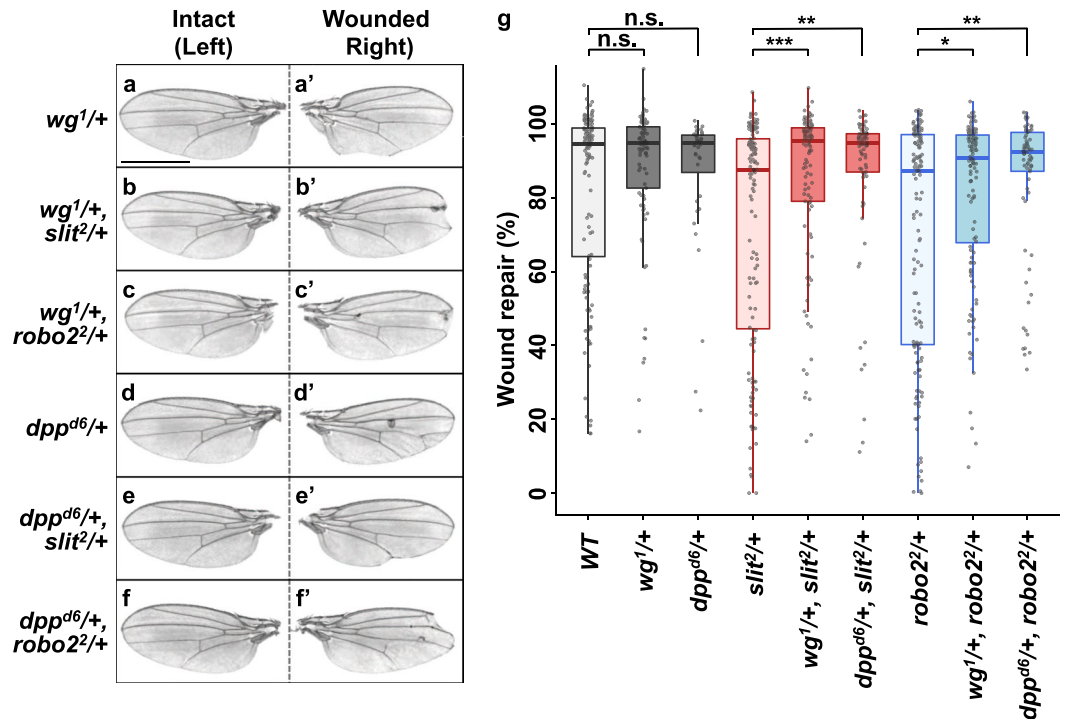 Intact
(Left)
Wounded
Right)
wg¹/+
a
a’
wg¹/+,
slit²/+
b
b’
wg¹/+,
robo2²/+
c
c’
dppᵈ⁶/+
d
d’
dppᵈ⁶/+,
slit²/+
e
e’
dppᵈ⁶/+,
robo2²/+
f
f’
g
n.s.
n.s.
**
***
**
*
Wound repair (%)
100
80
60
40
20
0
WT
wg¹/+
dppᵈ⁶/+
slit²/+
wg¹/+, slit²/+
dppᵈ⁶/+, slit²/+
robo2²/+
wg¹/+, robo2²/+
dppᵈ⁶/+, robo2²/+